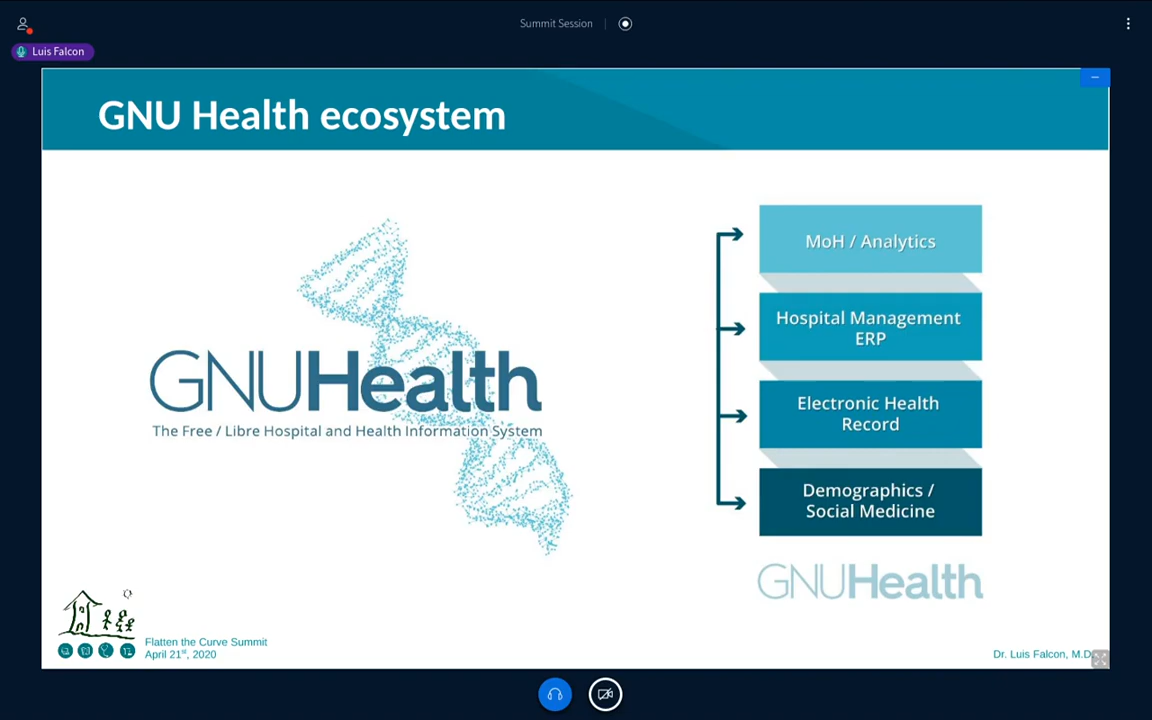 Summit Session
Luis Falcon
GNU Health ecosystem
GNUHealth
The Free / Libre Hospital and Health Information System
MoH / Analytics
Hospital Management
ERP
Electronic Health
Record
Demographics /
Social Medicine
GNUHealth
Flatten the Curve Summit
April 21st, 2020
Dr. Luis Falcon, M.D